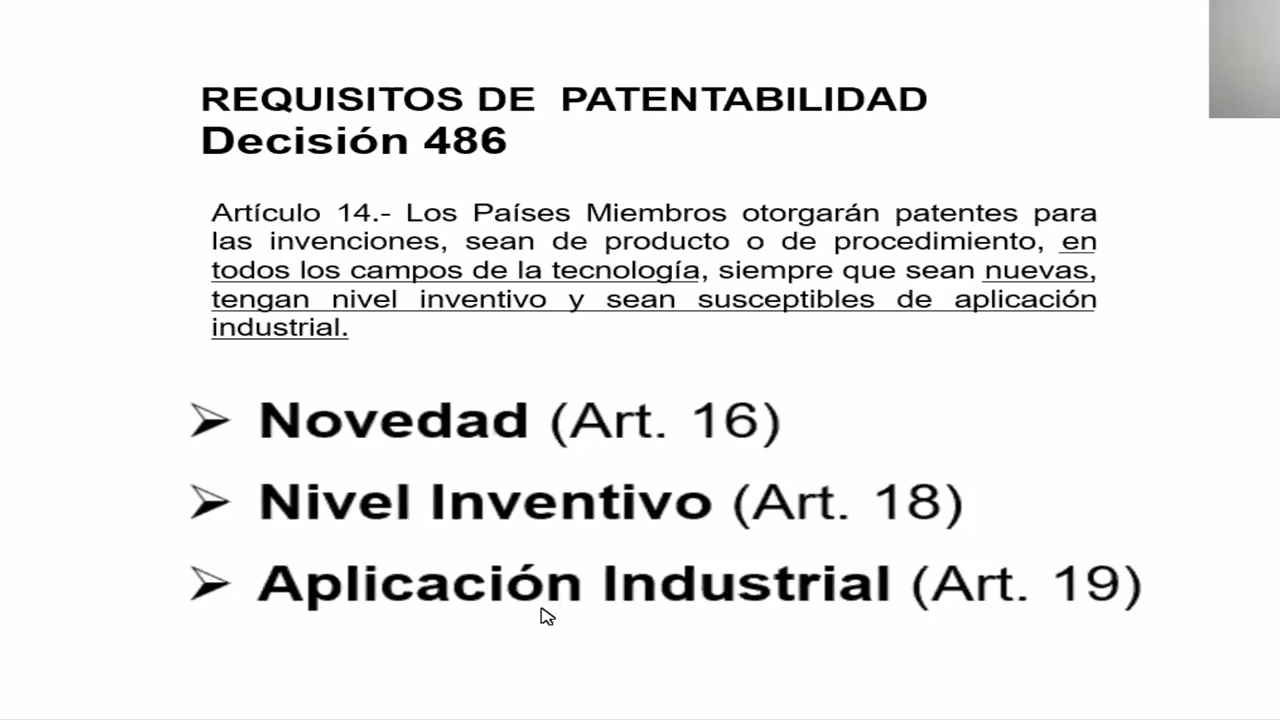 REQUISITOS DE PATENTABILIDAD
Decisión 486
Artículo 14.- Los Países Miembros otorgarán patentes para
las invenciones, sean de producto o de procedimiento, en
todos los campos de la tecnología, siempre que sean nuevas,
tengan nivel inventivo y sean susceptibles de aplicación
industrial.
Novedad (Art. 16)
Nivel Inventivo (Art. 18)
Aplicación Industrial (Art. 19)